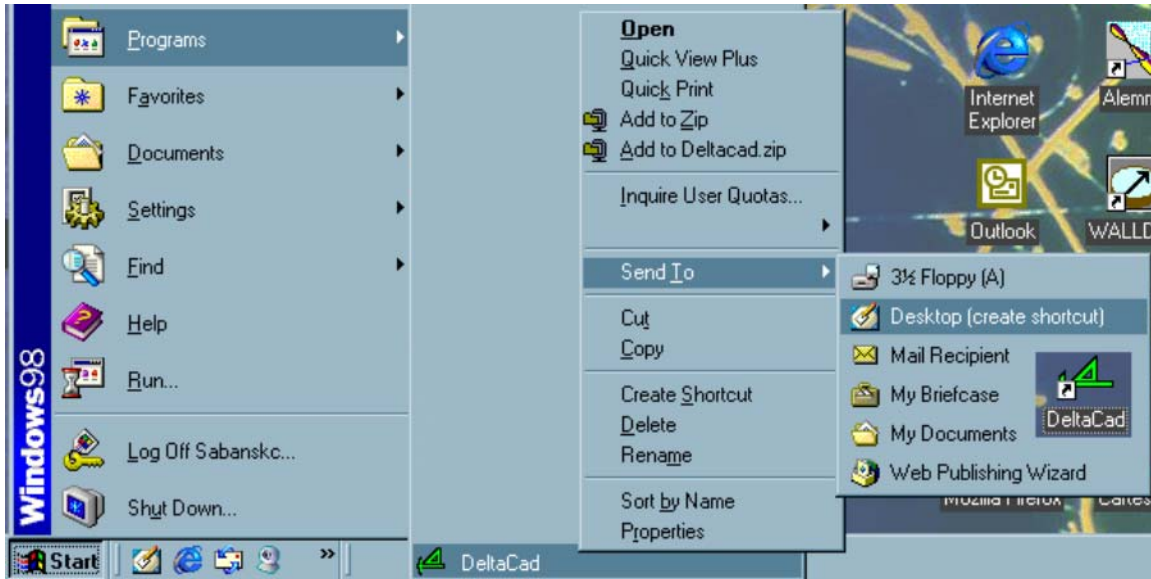 Windows98
Programs
Favorites
Documents
Settings
Find
Help
Run...
Log Off Sabanskc...
Shut Down...
Start
»
DeltaCad
Open
Quick View Plus
Quick Print
Add to Zip
Add to Deltacad.zip
Inquire User Quotas...
Send To
Cut
Copy
Create Shortcut
Delete
Rename
Sort by Name
Properties
3½ Floppy (A)
Desktop (create shortcut)
Mail Recipient
My Briefcase
My Documents
Web Publishing Wizard
DeltaCad
Internet
Explorer
Outlook
Mozilla Firefox